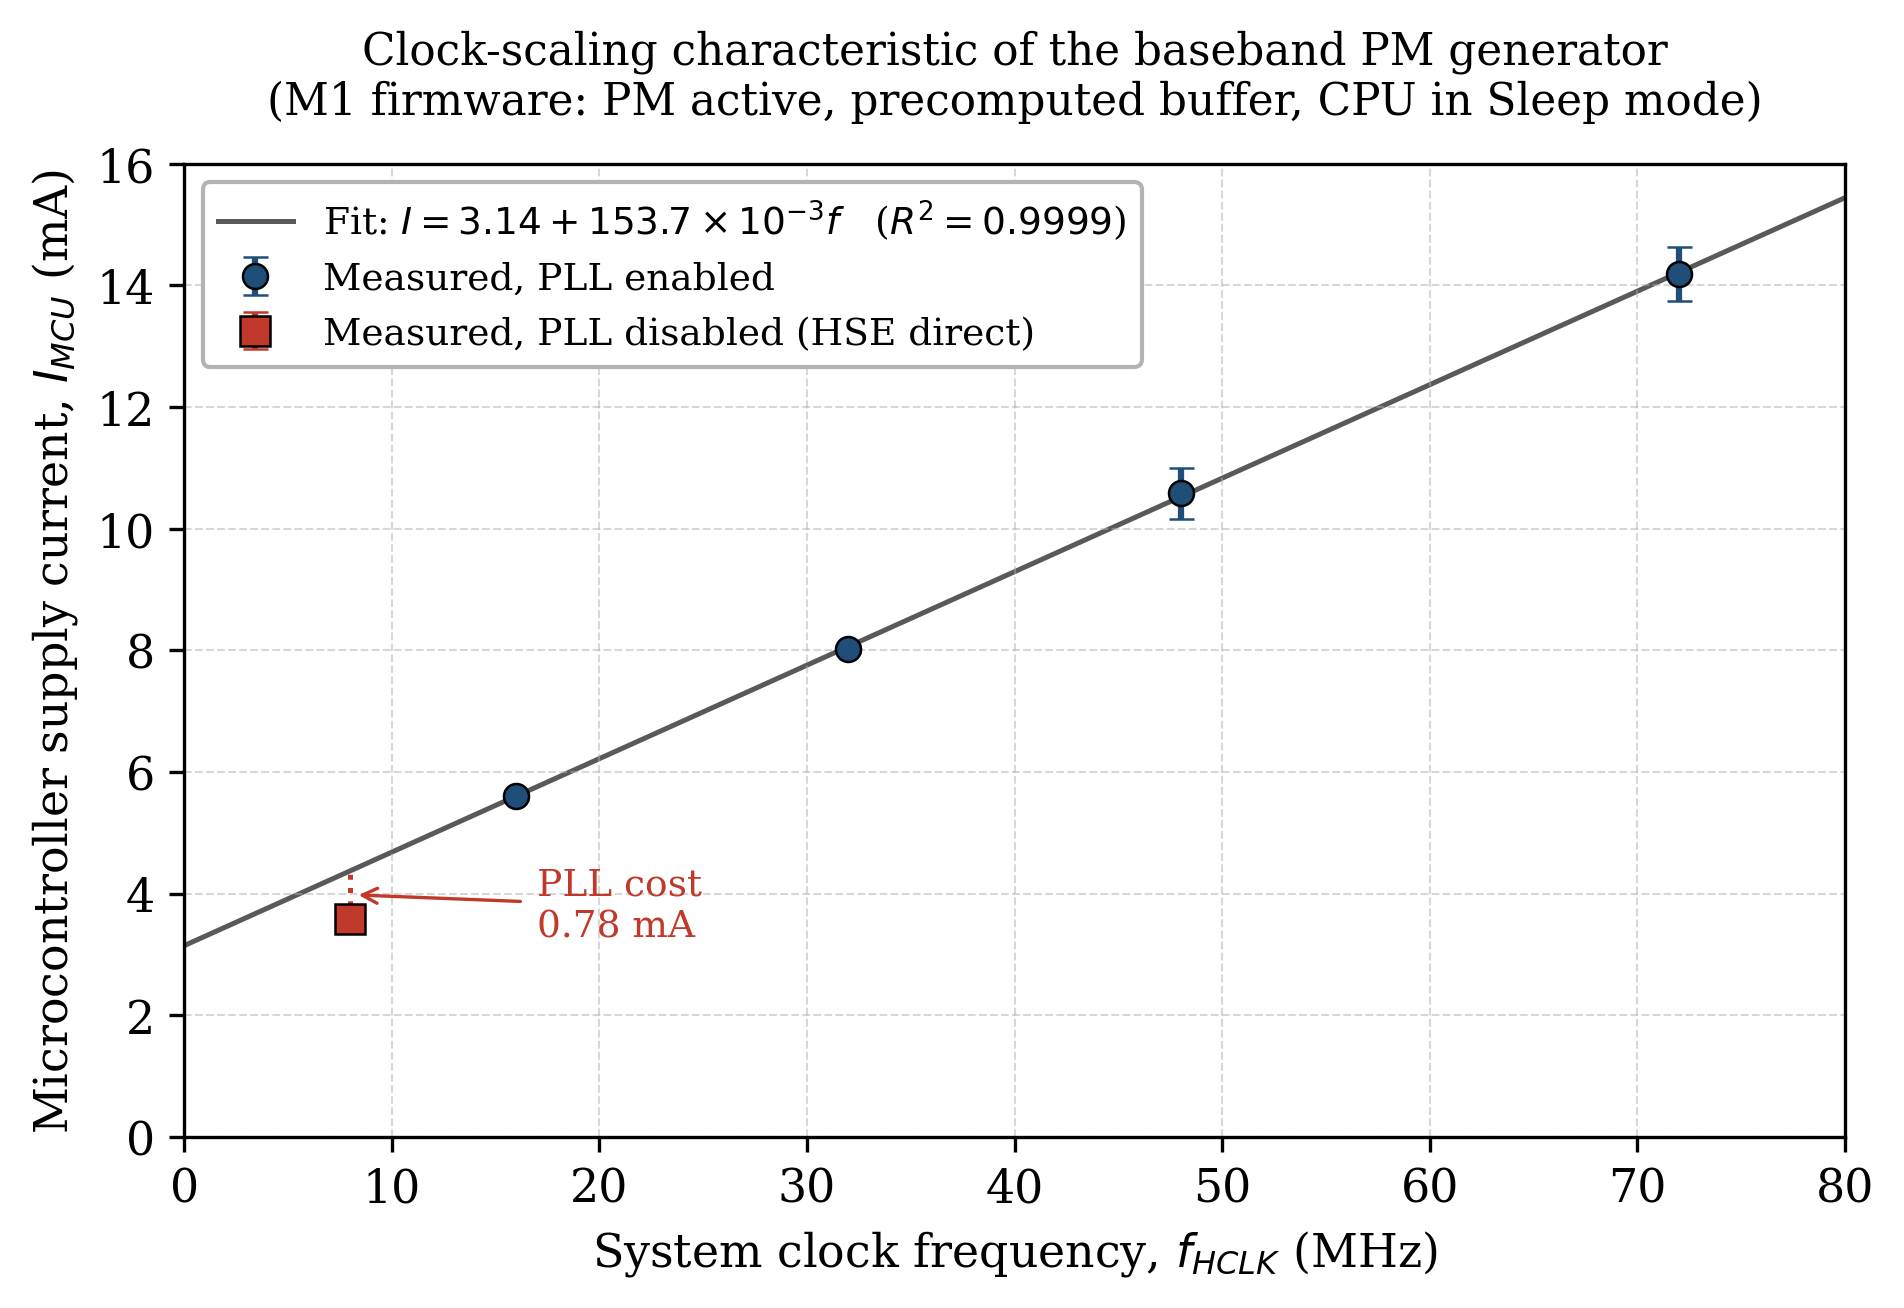 Clock-scaling characteristic of the baseband PM generator
(M1 firmware: PM active, precomputed buffer, CPU in Sleep mode)
Microcontroller supply current, I_MCU (mA)
16
14
12
10
8
6
4
2
0
Fit: I = 3.14 + 153.7 × 10⁻³f (R² = 0.9999)
Measured, PLL enabled
Measured, PLL disabled (HSE direct)
PLL cost
0.78 mA
0 10 20 30 40 50 60 70 80
System clock frequency, f_HCLK (MHz)